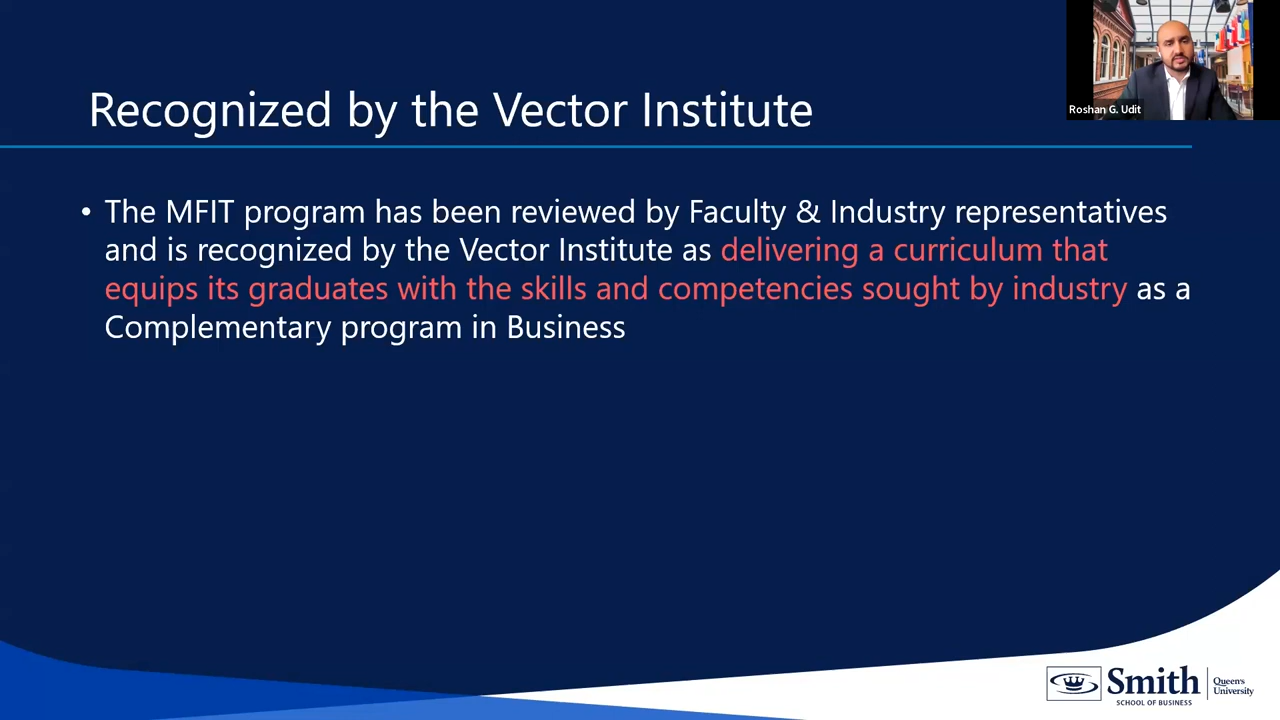 Roshan G. Udit
Recognized by the Vector Institute
• The MFIT program has been reviewed by Faculty & Industry representatives
and is recognized by the Vector Institute as delivering a curriculum that
equips its graduates with the skills and competencies sought by industry as a
Complementary program in Business
Smith
SCHOOL OF BUSINESS
Queen's
University